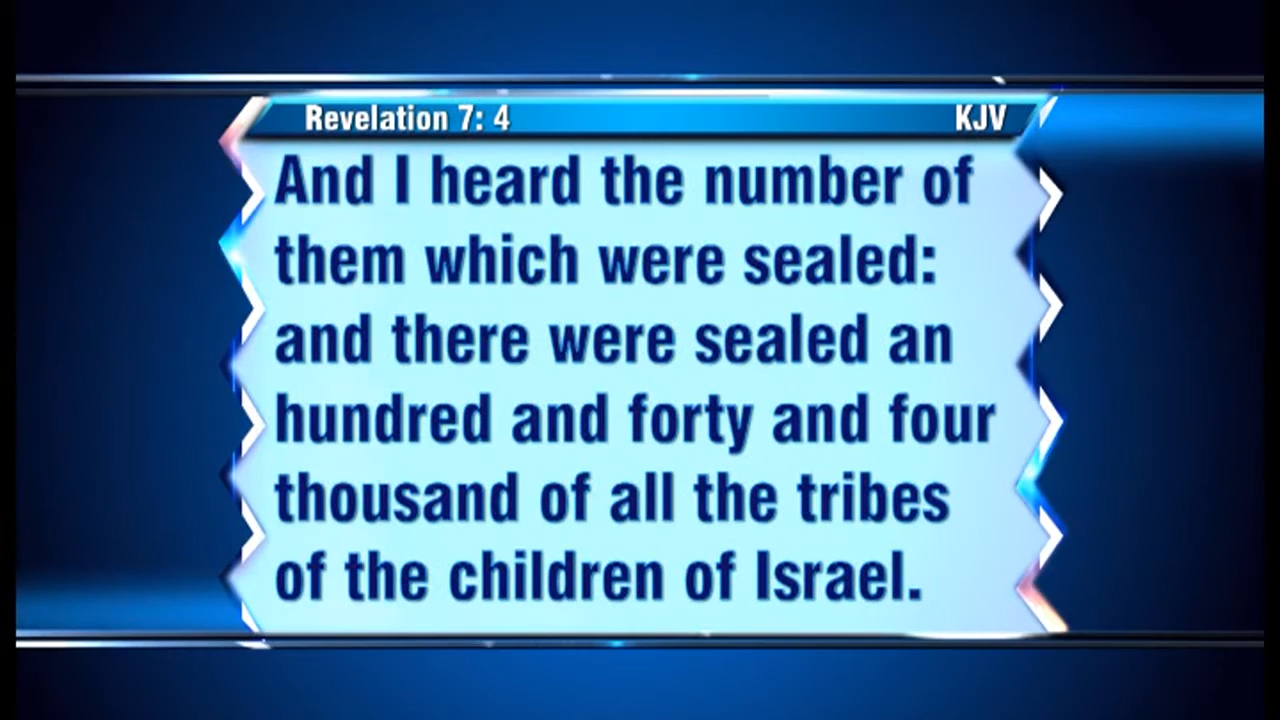 Revelation 7: 4 KJV
And I heard the number of
them which were sealed:
and there were sealed an
hundred and forty and four
thousand of all the tribes
of the children of Israel.